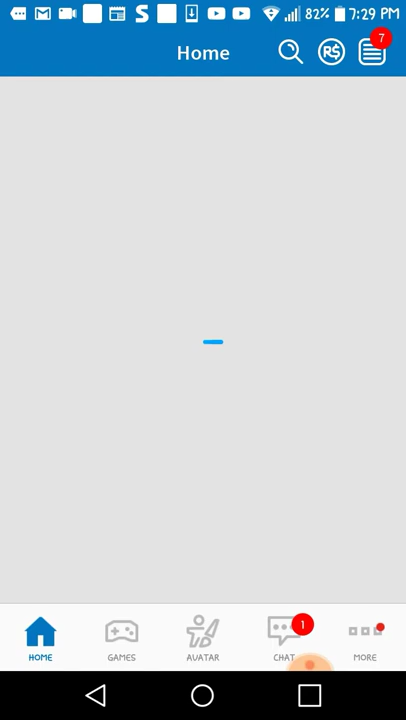 82% 7:29 PM
Home
R$
7
1
HOME
GAMES
AVATAR
CHAT
MORE